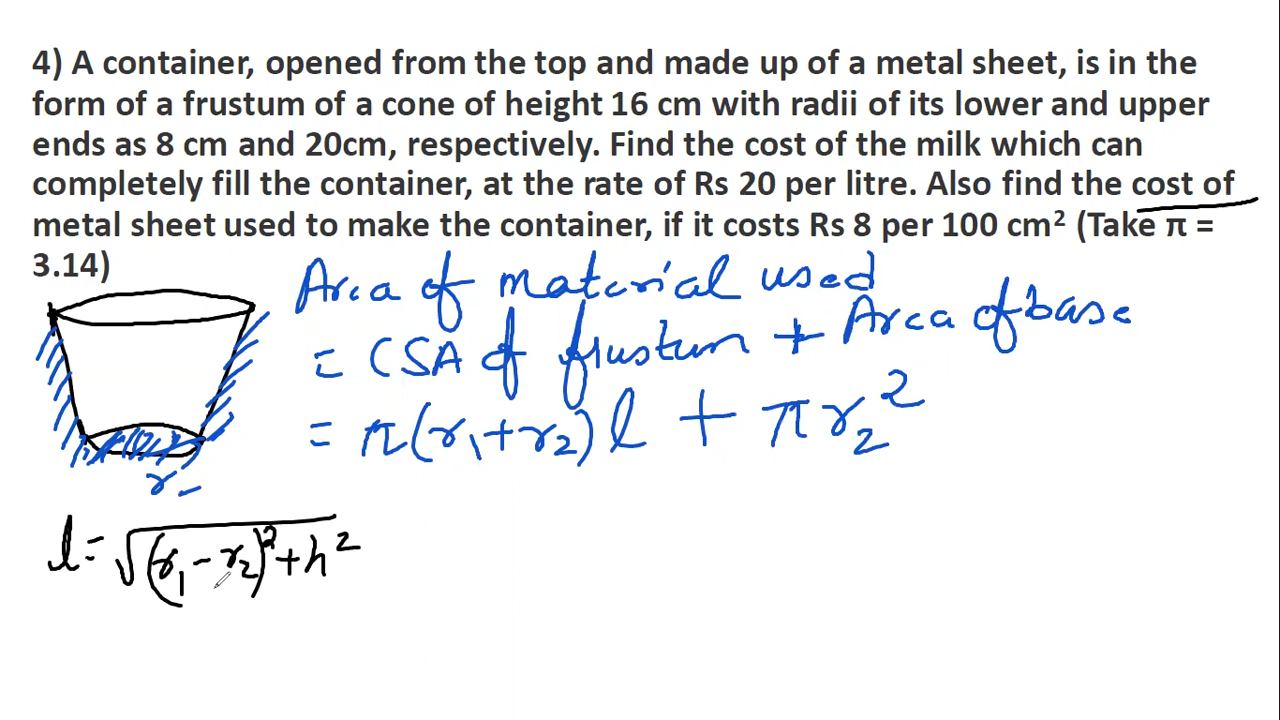 4) A container, opened from the top and made up of a metal sheet, is in the
form of a frustum of a cone of height 16 cm with radii of its lower and upper
ends as 8 cm and 20cm, respectively. Find the cost of the milk which can
completely fill the container, at the rate of Rs 20 per litre. Also find the cost of
metal sheet used to make the container, if it costs Rs 8 per 100 cm² (Take π =
3.14)
Area of material used
= CSA of frustum + Area of base
= π(r₁+r₂)l + πr₂²
r
l = √(r₁-r₂)²+h²